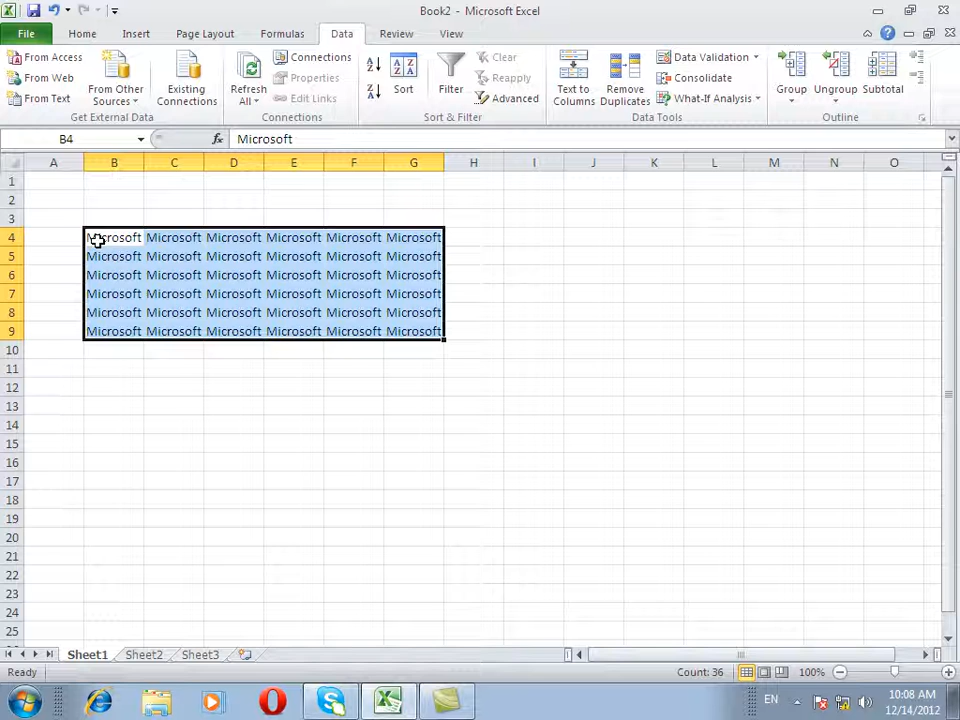 Book2 - Microsoft Excel
File Home Insert Page Layout Formulas Data Review View
From Access
From Web
From Text
From Other Sources
Existing Connections
Get External Data
Refresh All
Connections
Properties
Edit Links
Connections
Sort
Filter
Clear
Reapply
Advanced
Sort & Filter
Text to Columns
Remove Duplicates
Data Validation
Consolidate
What-If Analysis
Data Tools
Group
Ungroup
Subtotal
Outline
B4 fx Microsoft
A B C D E F G H I J K L M N O
1
2
3
4 Microsoft Microsoft Microsoft Microsoft Microsoft Microsoft
5 Microsoft Microsoft Microsoft Microsoft Microsoft Microsoft
6 Microsoft Microsoft Microsoft Microsoft Microsoft Microsoft
7 Microsoft Microsoft Microsoft Microsoft Microsoft Microsoft
8 Microsoft Microsoft Microsoft Microsoft Microsoft Microsoft
9 Microsoft Microsoft Microsoft Microsoft Microsoft Microsoft
10
11
12
13
14
15
16
17
18
19
20
21
22
23
24
25
Sheet1 Sheet2 Sheet3
Ready Count: 36 100%
EN 10:08 AM
12/14/2012